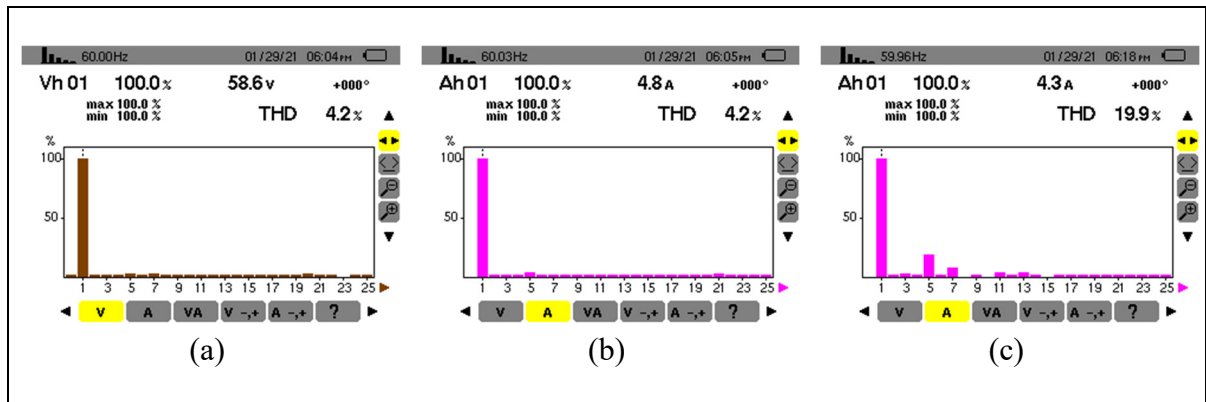 60.00Hz 01/29/21 06:04PM
Vh 01 100.0% 58.6v +000°
max 100.0 %
min 100.0 %
THD 4.2%
%
100
50
1 3 5 7 9 11 13 15 17 19 21 23 25
V A VA V -,+ A -,+ ?
(a)
60.03Hz 01/29/21 06:05PM
Ah 01 100.0% 4.8A +000°
max 100.0 %
min 100.0 %
THD 4.2%
%
100
50
1 3 5 7 9 11 13 15 17 19 21 23 25
V A VA V -,+ A -,+ ?
(b)
59.96Hz 01/29/21 06:18PM
Ah 01 100.0% 4.3A +000°
max 100.0 %
min 100.0 %
THD 19.9%
%
100
50
1 3 5 7 9 11 13 15 17 19 21 23 25
V A VA V -,+ A -,+ ?
(c)